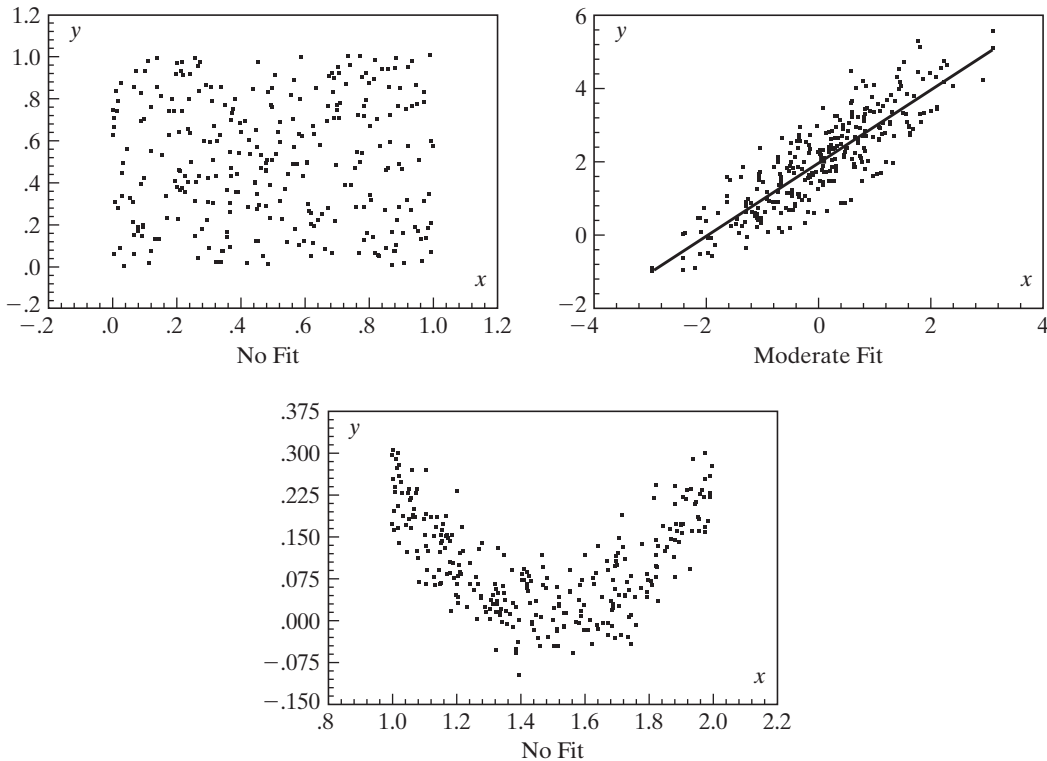 1.2
y
1.0
.8
.6
.4
.2
.0
x
−.2
−.2 .0 .2 .4 .6 .8 1.0 1.2
No Fit
6
y
4
2
0
x
−2
−4 −2 0 2 4
Moderate Fit
.375
y
.300
.225
.150
.075
.000
−.075
x
−.150
.8 1.0 1.2 1.4 1.6 1.8 2.0 2.2
No Fit